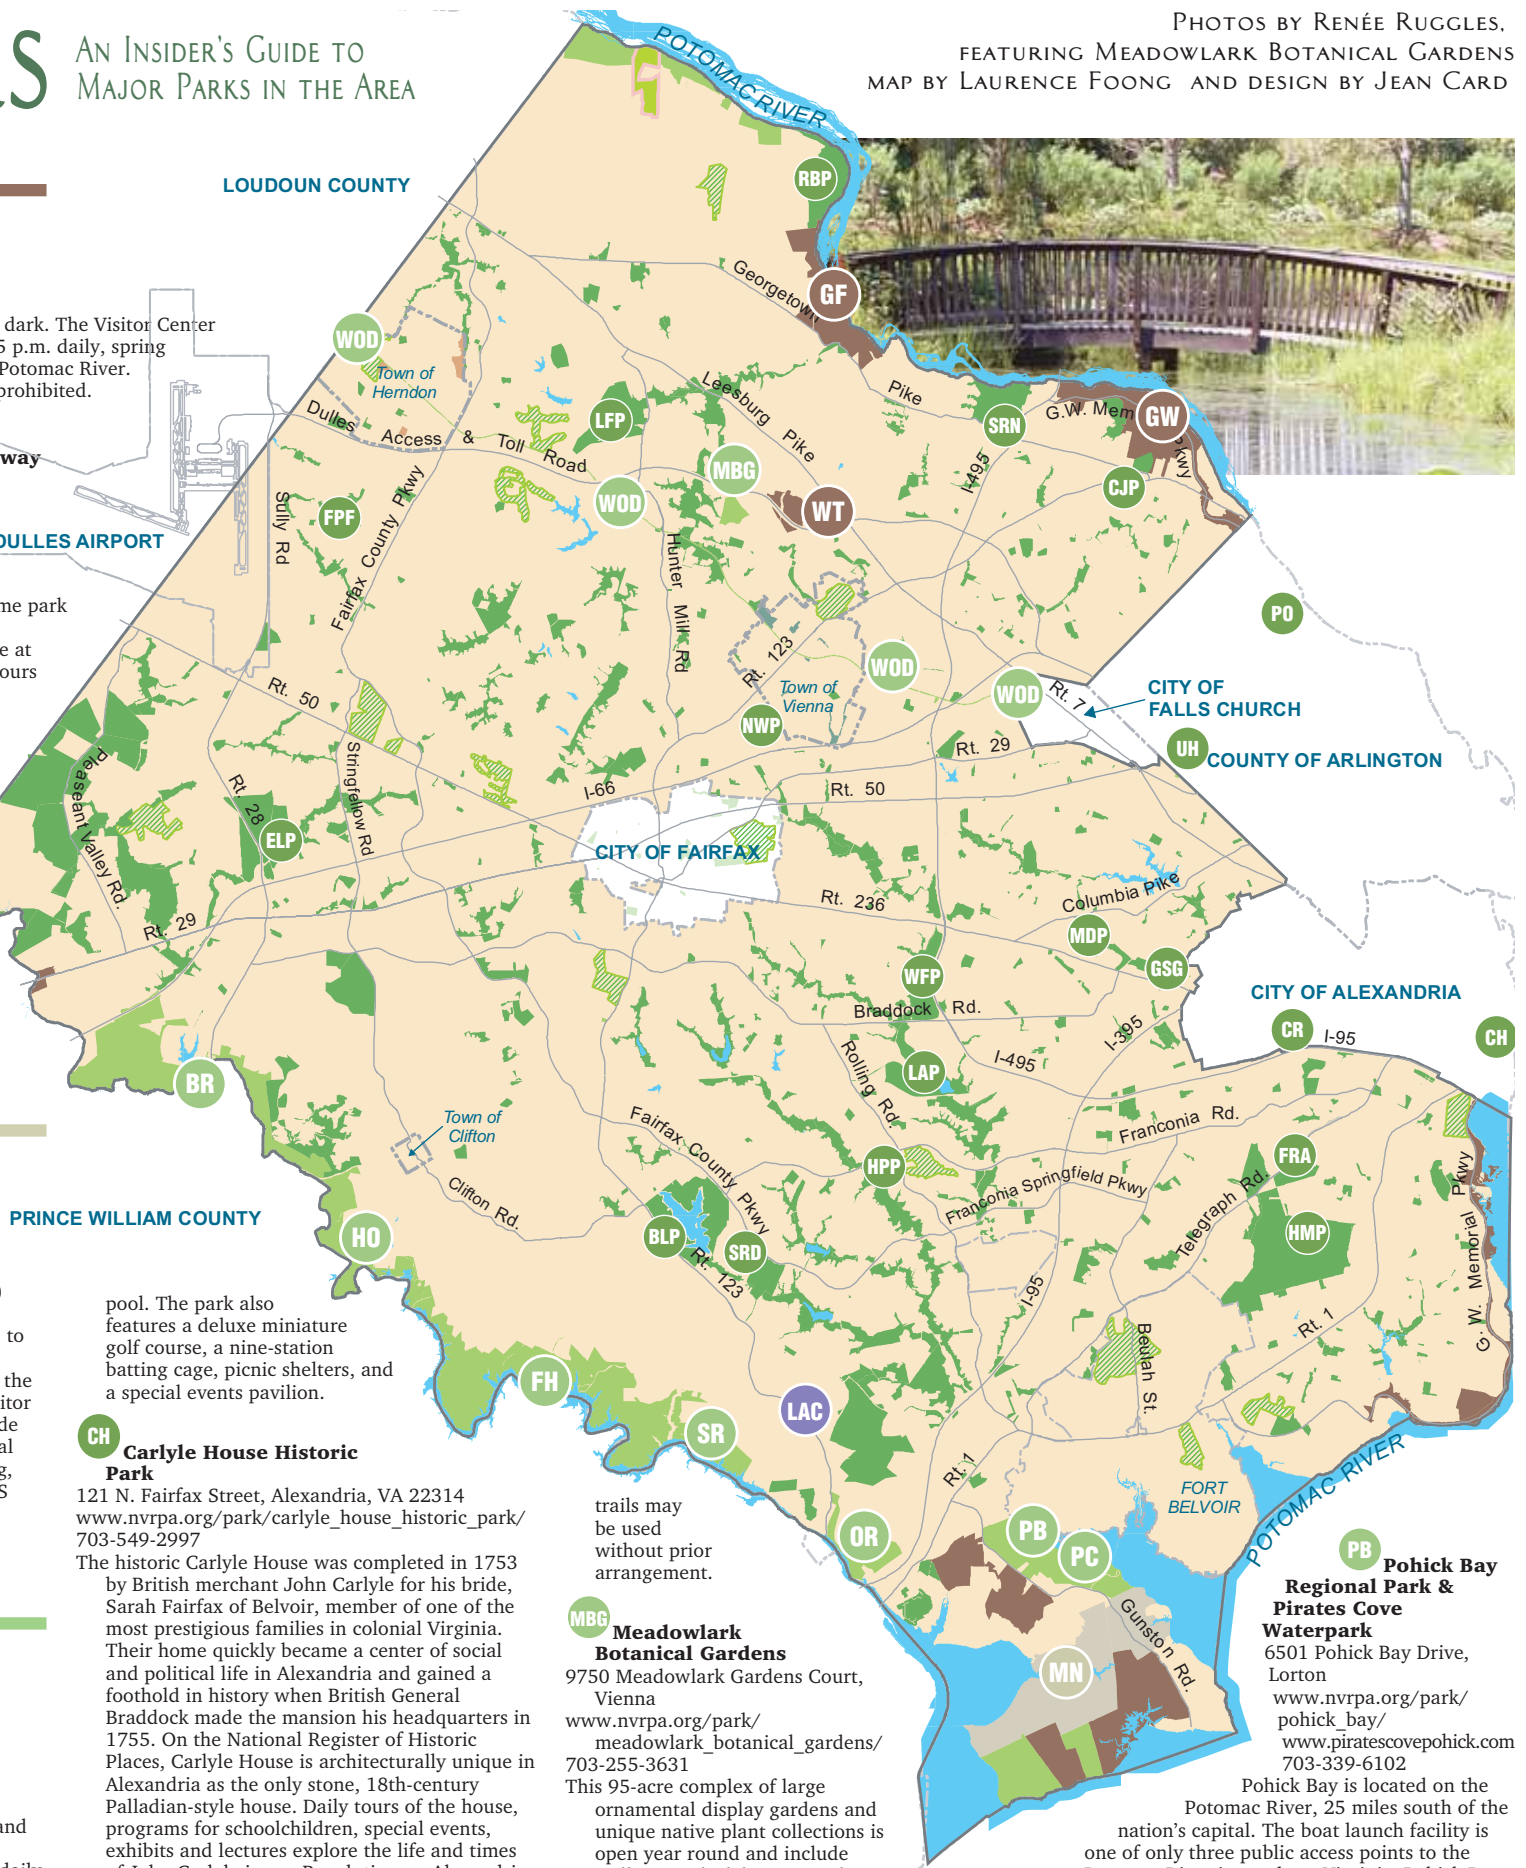 AN INSIDER'S GUIDE TO
MAJOR PARKS IN THE AREA
PHOTOS BY RENÉE RUGGLES,
FEATURING MEADOWLARK BOTANICAL GARDENS
MAP BY LAURENCE FOONG AND DESIGN BY JEAN CARD
POTOMAC RIVER
RBP
LOUDOUN COUNTY
Georgetown
GF
dark. The Visitor Center
5 p.m. daily, spring
Potomac River.
prohibited.
WOD
Town of
Herndon
Dulles
Access & Toll Road
LFP
Leesburg
Pike
Pike
SRN
G.W. Mem
GW
Pkwy
I-495
way
MBG
WOD
WT
CJP
Sully Rd
FPF
Fairfax County Pkwy
Hunter Mill Rd
DULLES AIRPORT
me park
e at
ours
PO
Rt. 123
WOD
Town of
Vienna
WOD
Rt. 7
CITY OF
FALLS CHURCH
Rt. 50
NWP
UH
COUNTY OF ARLINGTON
Rt. 29
Pleaseant Valley Rd.
Rt. 28
Stringfellow Rd
I-66
Rt. 50
ELP
CITY OF FAIRFAX
Rt. 236
Columbia Pike
Rt. 29
MDP
WFP
GSG
Braddock Rd.
CITY OF ALEXANDRIA
CR
I-95
CH
I-395
I-495
Rolling Rd.
LAP
BR
Town of
Clifton
Fairfax County Pkwy
Franconia Rd.
HPP
FRA
Franconia Springfield Pkwy
Telegraph Rd.
G. W. Memorial Pkwy
Clifton Rd.
PRINCE WILLIAM COUNTY
HO
BLP
SRD
HMP
Rt. 123
I-95
Rt. 1
Beulah St.
to
the
itor
de
al
g,
S
pool. The park also
features a deluxe miniature
golf course, a nine-station
batting cage, picnic shelters, and
a special events pavilion.
FH
LAC
SR
Rt. 1
FORT
BELVOIR
POTOMAC RIVER
CH Carlyle House Historic
Park
121 N. Fairfax Street, Alexandria, VA 22314
www.nvrpa.org/park/carlyle_house_historic_park/
703-549-2997
The historic Carlyle House was completed in 1753
by British merchant John Carlyle for his bride,
Sarah Fairfax of Belvoir, member of one of the
most prestigious families in colonial Virginia.
Their home quickly became a center of social
and political life in Alexandria and gained a
foothold in history when British General
Braddock made the mansion his headquarters in
1755. On the National Register of Historic
Places, Carlyle House is architecturally unique in
Alexandria as the only stone, 18th-century
Palladian-style house. Daily tours of the house,
programs for schoolchildren, special events,
exhibits and lectures explore the life and times
and
trails may
be used
without prior
arrangement.
OR
PB
PC
Gunston Rd.
MN
MBG Meadowlark
Botanical Gardens
9750 Meadowlark Gardens Court,
Vienna
www.nvrpa.org/park/
meadowlark_botanical_gardens/
703-255-3631
This 95-acre complex of large
ornamental display gardens and
unique native plant collections is
open year round and include
PB Pohick Bay
Regional Park &
Pirates Cove
Waterpark
6501 Pohick Bay Drive,
Lorton
www.nvrpa.org/park/
pohick_bay/
www.piratescovepohick.com
703-339-6102
Pohick Bay is located on the
Potomac River, 25 miles south of the
nation's capital. The boat launch facility is
one of only three public access points to the